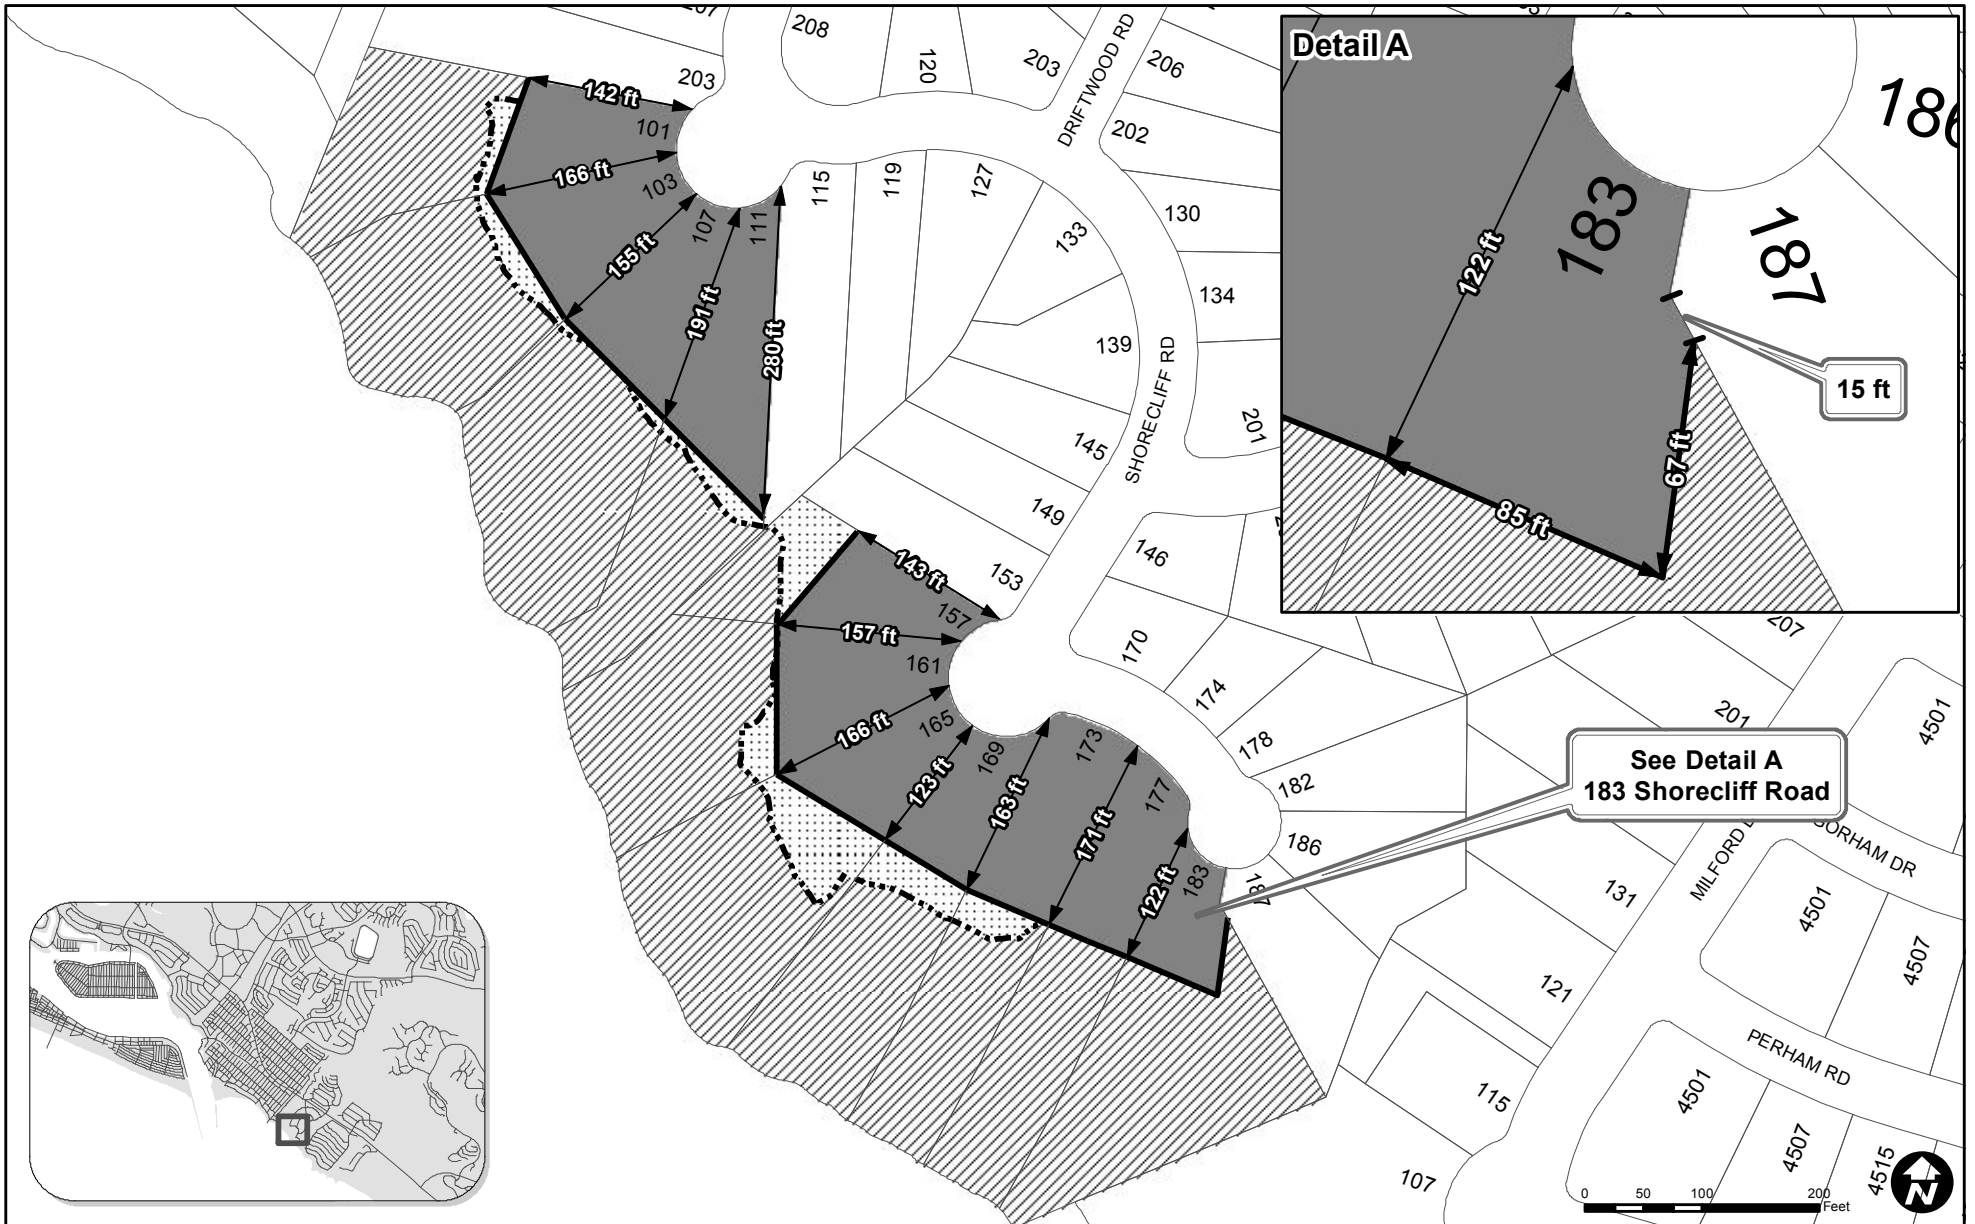 207
208
203
120
203
DRIFTWOOD RD
206
202
142 ft
101
166 ft
103
155 ft
107
191 ft
111
280 ft
115
119
127
133
130
134
139
SHORECLIFF RD
145
201
149
143 ft
153
157
157 ft
161
166 ft
165
123 ft
169
163 ft
173
171 ft
177
122 ft
183
146
170
174
178
182
186
187
Detail A
186
183
187
122 ft
15 ft
67 ft
85 ft
207
201
See Detail A
183 Shorecliff Road
4501
MILFORD
GORHAM DR
131
4501
4507
121
PERHAM RD
115
4501
4507
4515
107
0 50 100 200
Feet
N